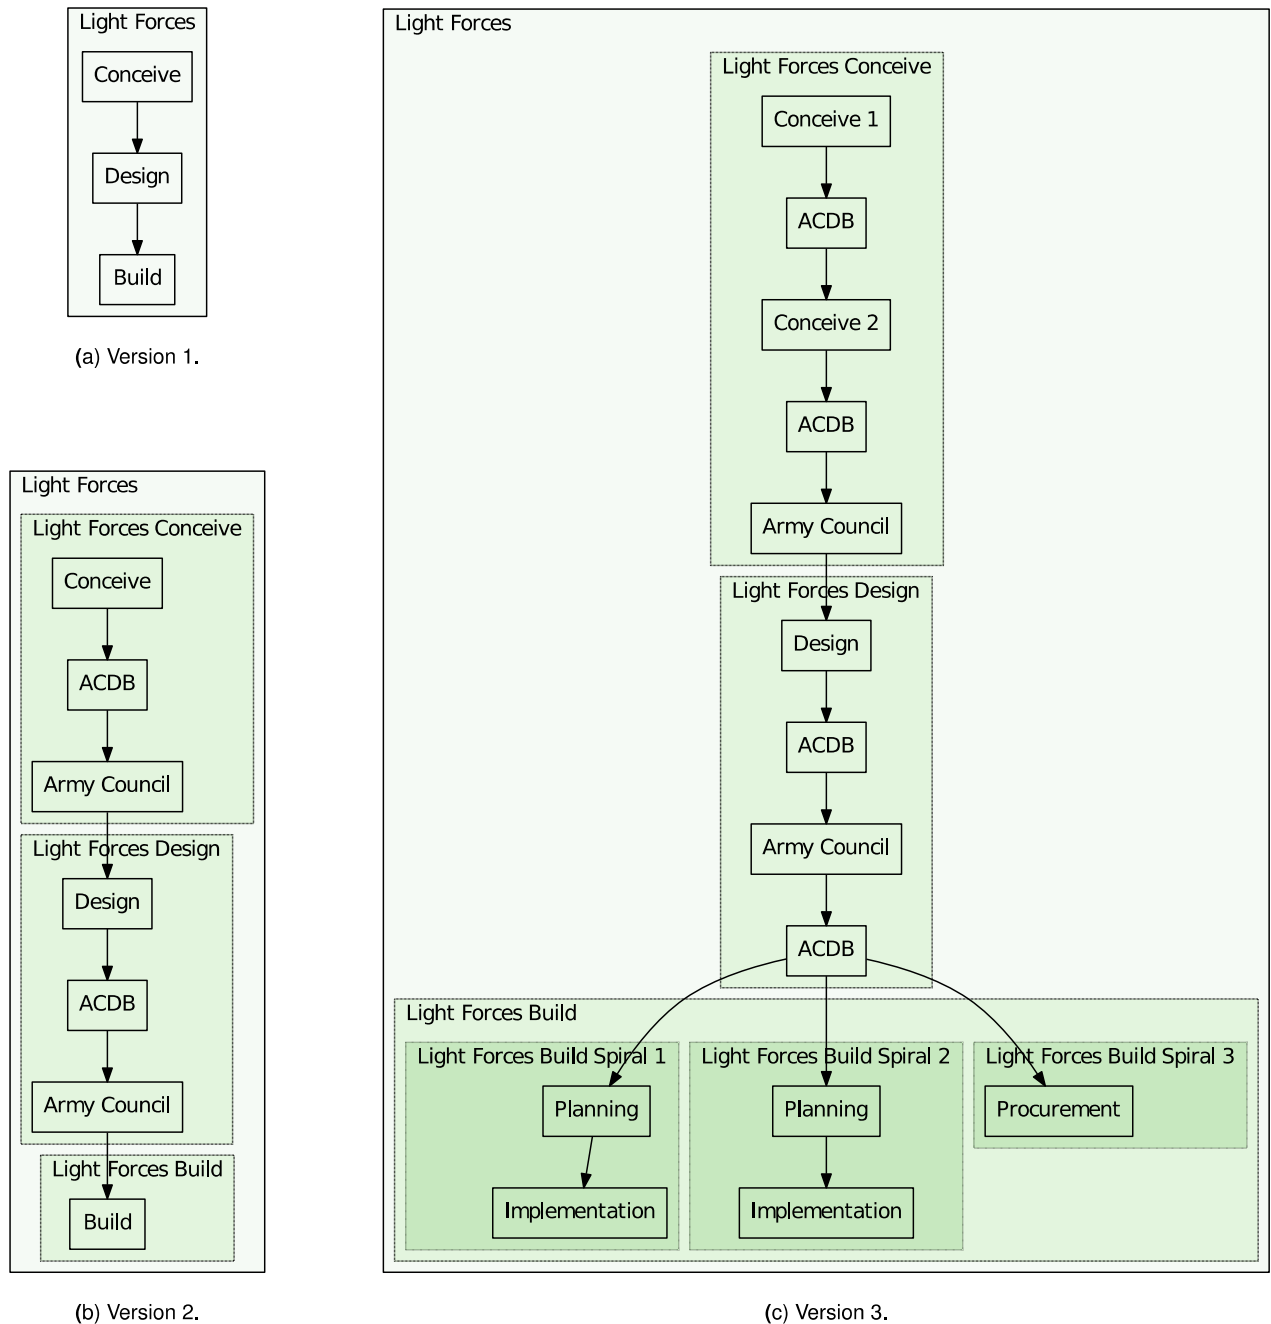 Light Forces
Conceive
Design
Build
(a) Version 1.
Light Forces
Light Forces Conceive
Conceive
ACDB
Army Council
Light Forces Design
Design
ACDB
Army Council
Light Forces Build
Build
(b) Version 2.
Light Forces
Light Forces Conceive
Conceive 1
ACDB
Conceive 2
ACDB
Army Council
Light Forces Design
Design
ACDB
Army Council
ACDB
Light Forces Build
Light Forces Build Spiral 1
Planning
Implementation
Light Forces Build Spiral 2
Planning
Implementation
Light Forces Build Spiral 3
Procurement
(c) Version 3.